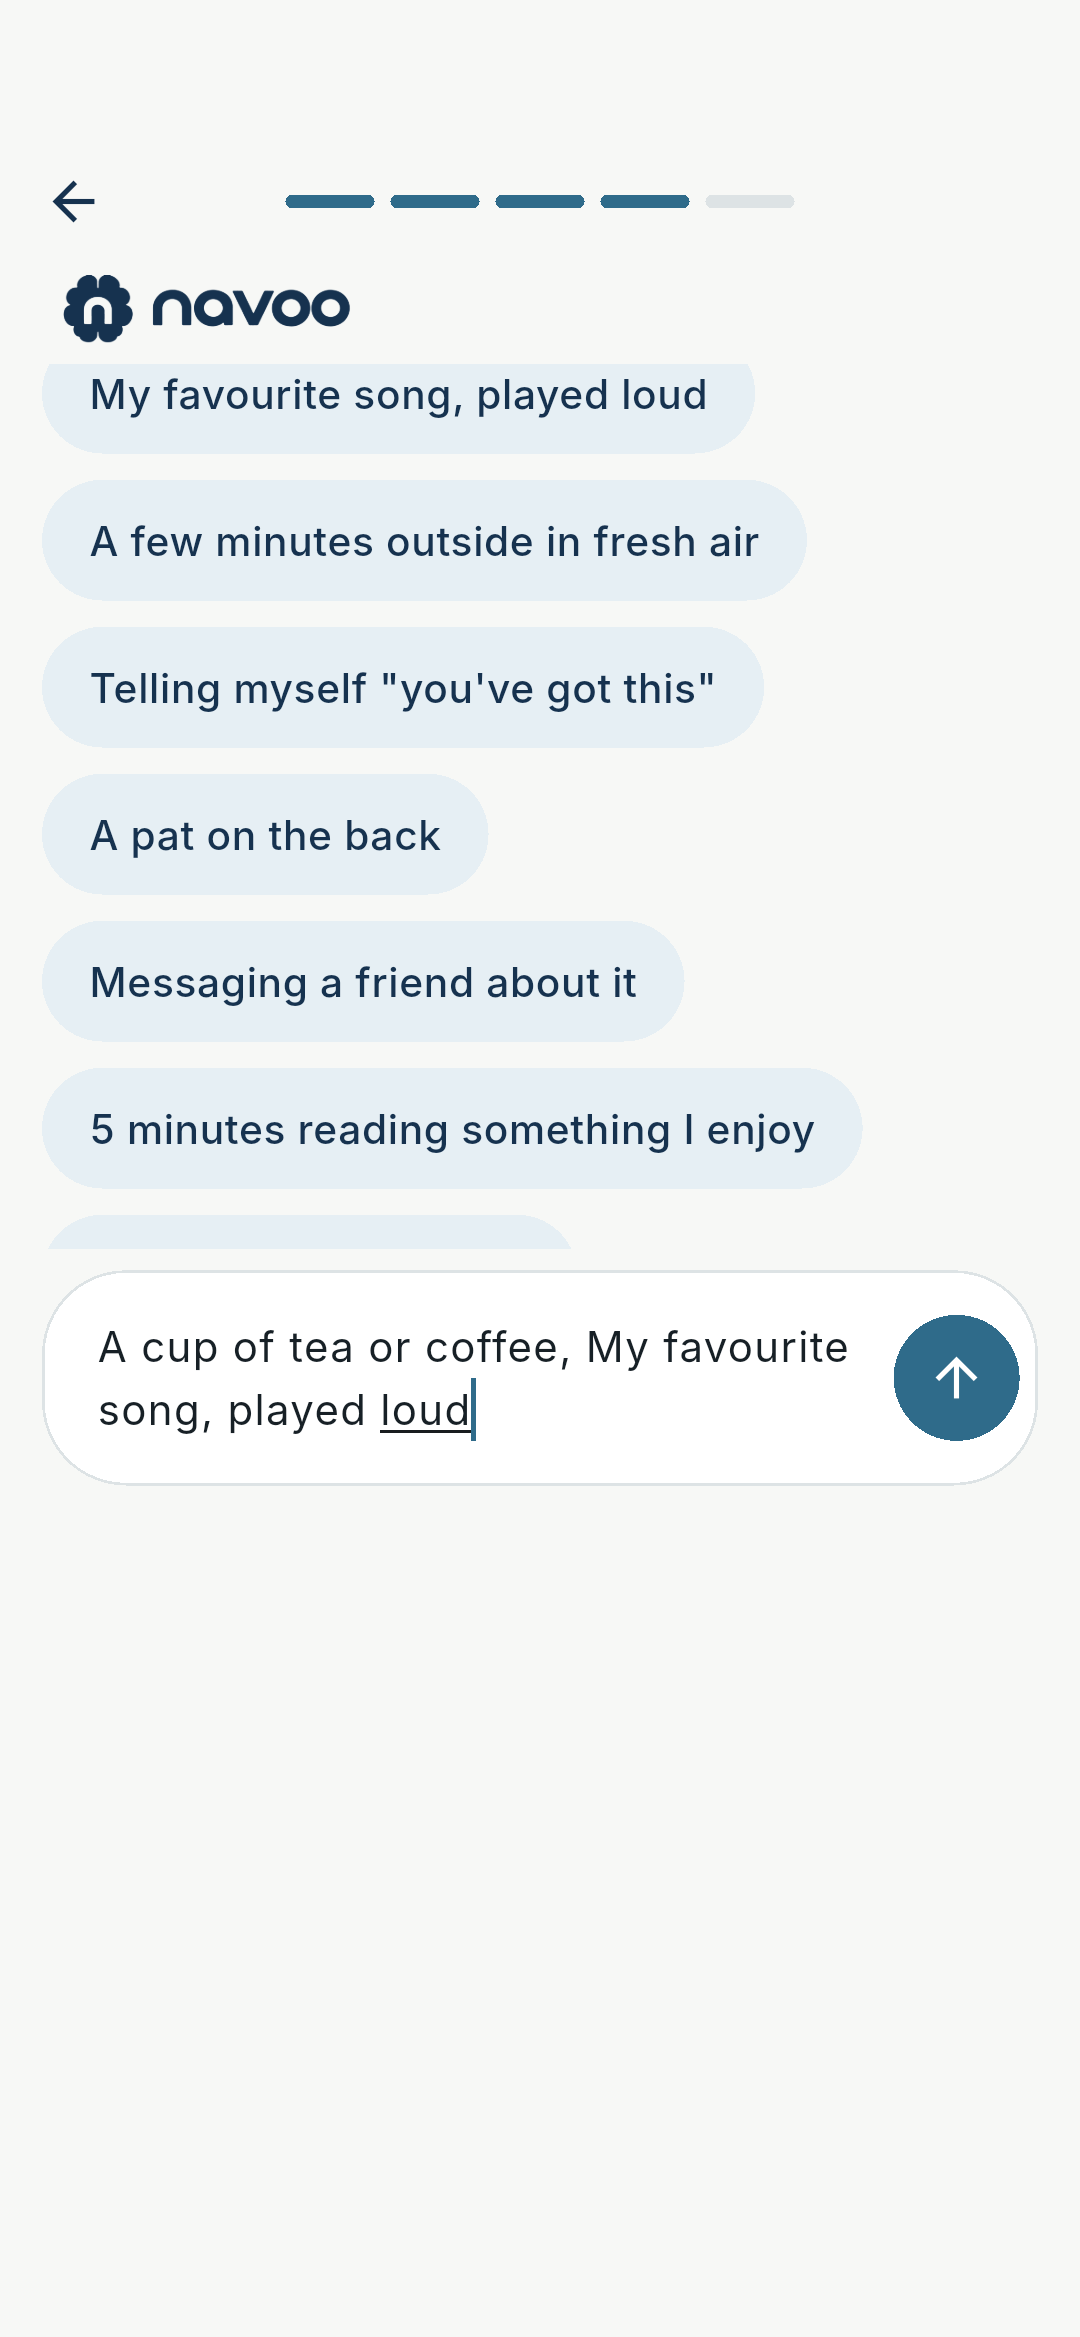 navoo
My favourite song, played loud
A few minutes outside in fresh air
Telling myself "you've got this"
A pat on the back
Messaging a friend about it
5 minutes reading something I enjoy
A cup of tea or coffee, My favourite
song, played loud